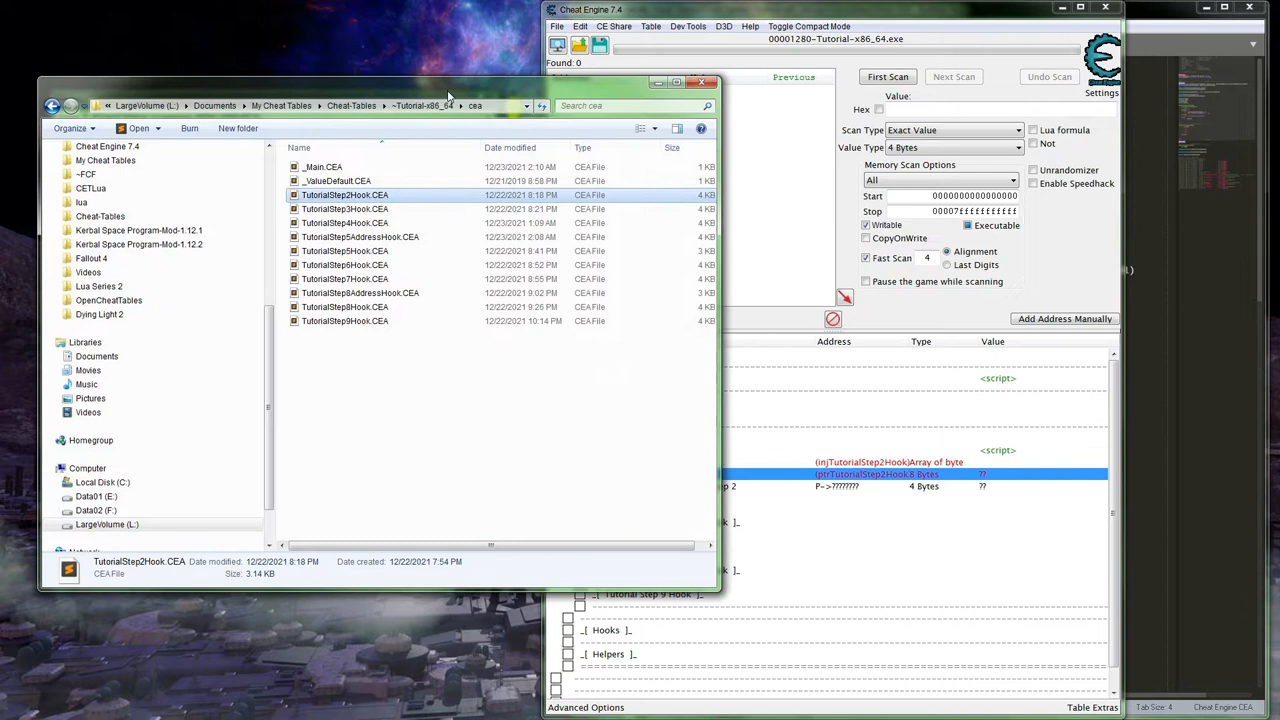 Cheat Engine 7.4
File Edit CE Share Table Dev Tools D3D Help Toggle Compact Mode
00001280-Tutorial-x86_64.exe
Found: 0
Previous
First Scan Next Scan Undo Scan
Settings
Value:
Hex
Scan Type Exact Value
Value Type 4 Bytes
Lua formula
Not
Memory Scan Options
All
Start 0000000000000000
Stop 00007fffffffffff
Writable Executable
CopyOnWrite
Fast Scan 4 Alignment
Last Digits
Pause the game while scanning
Unrandomizer
Enable Speedhack
Add Address Manually
Address Type Value
<script>
<script>
(injTutorialStep2Hook) Array of byte
(ptrTutorialStep2Hook 8 Bytes ??
p 2 P->???????? 4 Bytes ??
k ]_
k ]_
_[ Tutorial Step 9 Hook ]_
_[ Hooks ]_
_[ Helpers ]_
Advanced Options Table Extras
Tab Size: 4 Cheat Engine CEA
« LargeVolume (L:) Documents My Cheat Tables Cheat-Tables ~Tutorial-x86_64 cea
Search cea
Organize Open Burn New folder
Name Date modified Type Size
_Main.CEA 12/23/2021 2:10 AM CEA File 1 KB
_ValueDefault.CEA 12/21/2019 8:58 PM CEA File 1 KB
TutorialStep2Hook.CEA 12/22/2021 8:18 PM CEA File 4 KB
TutorialStep3Hook.CEA 12/22/2021 8:21 PM CEA File 4 KB
TutorialStep4Hook.CEA 12/23/2021 1:09 AM CEA File 4 KB
TutorialStep5AddressHook.CEA 12/23/2021 2:08 AM CEA File 4 KB
TutorialStep5Hook.CEA 12/22/2021 8:41 PM CEA File 3 KB
TutorialStep6Hook.CEA 12/22/2021 8:52 PM CEA File 4 KB
TutorialStep7Hook.CEA 12/22/2021 8:55 PM CEA File 4 KB
TutorialStep8AddressHook.CEA 12/22/2021 9:02 PM CEA File 3 KB
TutorialStep8Hook.CEA 12/22/2021 9:26 PM CEA File 4 KB
TutorialStep9Hook.CEA 12/22/2021 10:14 PM CEA File 4 KB
Cheat Engine 7.4
My Cheat Tables
~FCF
CETLua
lua
Cheat-Tables
Kerbal Space Program-Mod-1.12.1
Kerbal Space Program-Mod-1.12.2
Fallout 4
Videos
Lua Series 2
OpenCheatTables
Dying Light 2
Libraries
Documents
Movies
Music
Pictures
Videos
Homegroup
Computer
Local Disk (C:)
Data01 (E:)
Data02 (F:)
LargeVolume (L:)
TutorialStep2Hook.CEA Date modified: 12/22/2021 8:18 PM Date created: 12/22/2021 7:54 PM
CEA File Size: 3.14 KB